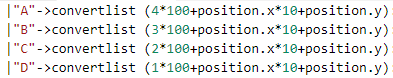 |"A"->convertlist (4*100+position.x*10+position.y)
|"B"->convertlist (3*100+position.x*10+position.y)
|"C"->convertlist (2*100+position.x*10+position.y)
|"D"->convertlist (1*100+position.x*10+position.y)